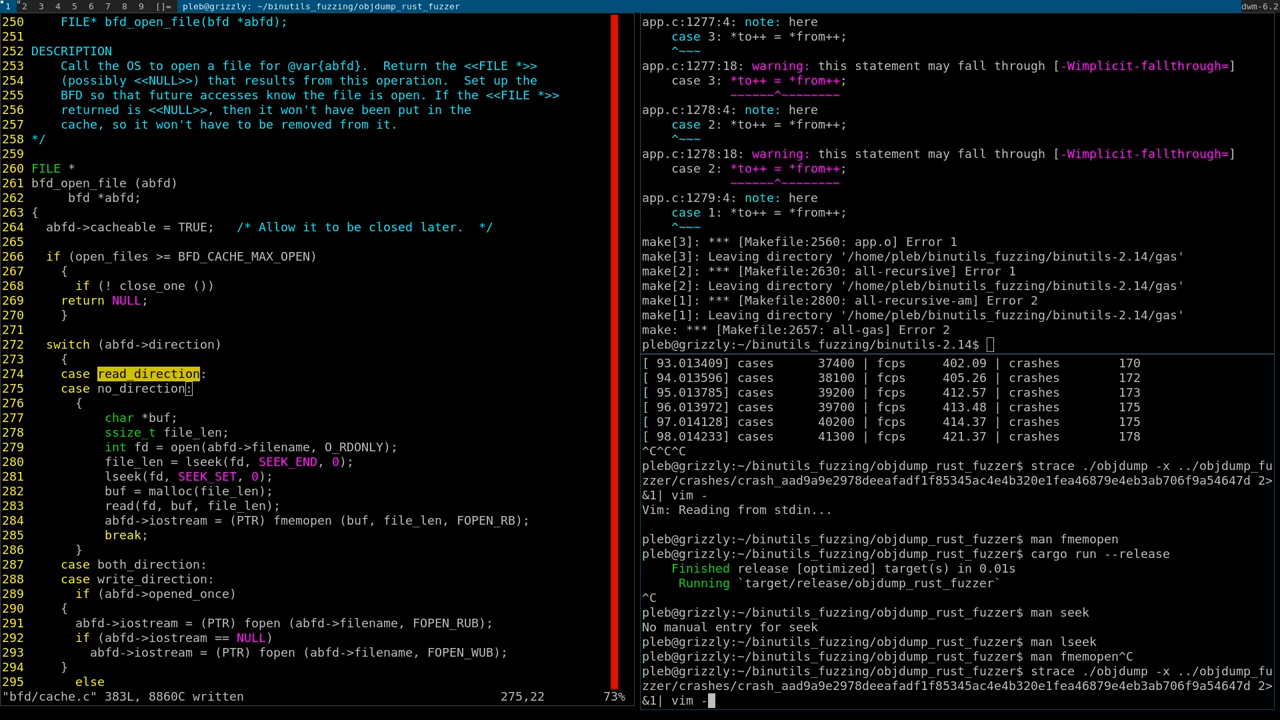 1 2 3 4 5 6 7 8 9 []= pleb@grizzly: ~/binutils_fuzzing/objdump_rust_fuzzer dwm-6.2
250 FILE* bfd_open_file(bfd *abfd);
251
252 DESCRIPTION
253 Call the OS to open a file for @var{abfd}.  Return the <<FILE *>>
254 (possibly <<NULL>>) that results from this operation.  Set up the
255 BFD so that future accesses know the file is open. If the <<FILE *>>
256 returned is <<NULL>>, then it won't have been put in the
257 cache, so it won't have to be removed from it.
258 */
259
260 FILE *
261 bfd_open_file (abfd)
262 bfd *abfd;
263 {
264 abfd->cacheable = TRUE;   /* Allow it to be closed later.  */
265
266 if (open_files >= BFD_CACHE_MAX_OPEN)
267 {
268 if (! close_one ())
269 return NULL;
270 }
271
272 switch (abfd->direction)
273 {
274 case read_direction:
275 case no_direction:
276 {
277 char *buf;
278 ssize_t file_len;
279 int fd = open(abfd->filename, O_RDONLY);
280 file_len = lseek(fd, SEEK_END, 0);
281 lseek(fd, SEEK_SET, 0);
282 buf = malloc(file_len);
283 read(fd, buf, file_len);
284 abfd->iostream = (PTR) fmemopen (buf, file_len, FOPEN_RB);
285 break;
286 }
287 case both_direction:
288 case write_direction:
289 if (abfd->opened_once)
290 {
291 abfd->iostream = (PTR) fopen (abfd->filename, FOPEN_RUB);
292 if (abfd->iostream == NULL)
293 abfd->iostream = (PTR) fopen (abfd->filename, FOPEN_WUB);
294 }
295 else
"bfd/cache.c" 383L, 8860C written 275,22 73%
app.c:1277:4: note: here
case 3: *to++ = *from++;
^~~~
app.c:1277:18: warning: this statement may fall through [-Wimplicit-fallthrough=]
case 3: *to++ = *from++;
~~~~~~^~~~~~~~~
app.c:1278:4: note: here
case 2: *to++ = *from++;
^~~~
app.c:1278:18: warning: this statement may fall through [-Wimplicit-fallthrough=]
case 2: *to++ = *from++;
~~~~~~^~~~~~~~~
app.c:1279:4: note: here
case 1: *to++ = *from++;
^~~~
make[3]: *** [Makefile:2560: app.o] Error 1
make[3]: Leaving directory '/home/pleb/binutils_fuzzing/binutils-2.14/gas'
make[2]: *** [Makefile:2630: all-recursive] Error 1
make[2]: Leaving directory '/home/pleb/binutils_fuzzing/binutils-2.14/gas'
make[1]: *** [Makefile:2800: all-recursive-am] Error 2
make[1]: Leaving directory '/home/pleb/binutils_fuzzing/binutils-2.14/gas'
make: *** [Makefile:2657: all-gas] Error 2
pleb@grizzly:~/binutils_fuzzing/binutils-2.14$
[ 93.013409] cases 37400 | fcps 402.09 | crashes 170
[ 94.013596] cases 38100 | fcps 405.26 | crashes 172
[ 95.013785] cases 39200 | fcps 412.57 | crashes 173
[ 96.013972] cases 39700 | fcps 413.48 | crashes 175
[ 97.014128] cases 40200 | fcps 414.37 | crashes 175
[ 98.014233] cases 41300 | fcps 421.37 | crashes 178
^C^C^C
pleb@grizzly:~/binutils_fuzzing/objdump_rust_fuzzer$ strace ./objdump -x ../objdump_fu
zzer/crashes/crash_aad9a9e2978deeafadf1f85345ac4e4b320e1fea46879e4eb3ab706f9a54647d 2>
&1| vim -
Vim: Reading from stdin...
pleb@grizzly:~/binutils_fuzzing/objdump_rust_fuzzer$ man fmemopen
pleb@grizzly:~/binutils_fuzzing/objdump_rust_fuzzer$ cargo run --release
Finished release [optimized] target(s) in 0.01s
Running `target/release/objdump_rust_fuzzer`
^C
pleb@grizzly:~/binutils_fuzzing/objdump_rust_fuzzer$ man seek
No manual entry for seek
pleb@grizzly:~/binutils_fuzzing/objdump_rust_fuzzer$ man lseek
pleb@grizzly:~/binutils_fuzzing/objdump_rust_fuzzer$ man fmemopen^C
pleb@grizzly:~/binutils_fuzzing/objdump_rust_fuzzer$ strace ./objdump -x ../objdump_fu
zzer/crashes/crash_aad9a9e2978deeafadf1f85345ac4e4b320e1fea46879e4eb3ab706f9a54647d 2>
&1| vim -